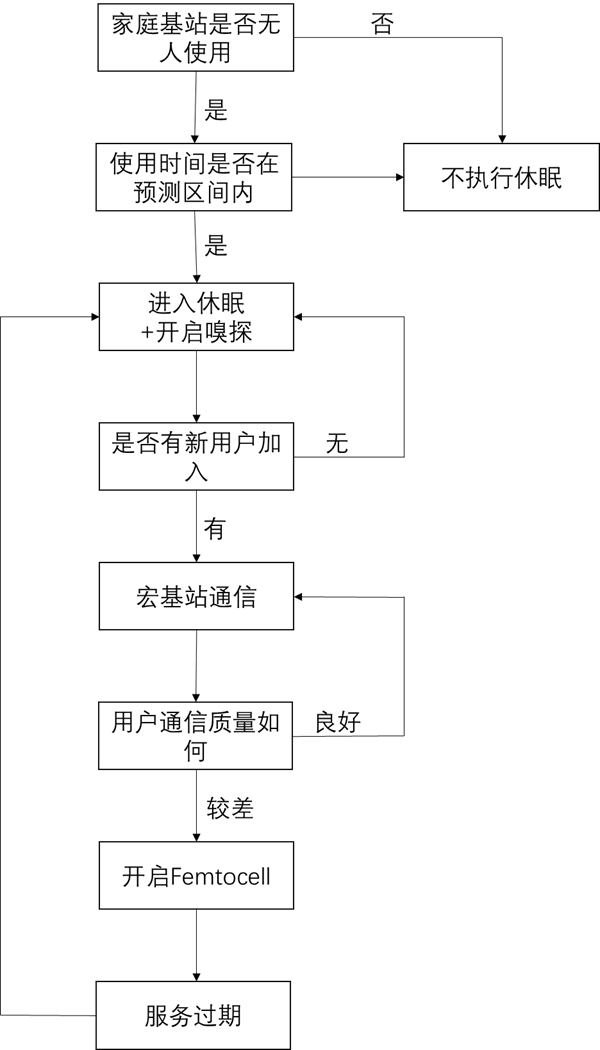 家庭基站是否无
人使用
否
是
使用时间是否在
预测区间内
不执行休眠
是
进入休眠
+开启嗅探
是否有新用户加
入
无
有
宏基站通信
用户通信质量如
何
良好
较差
开启Femtocell
服务过期